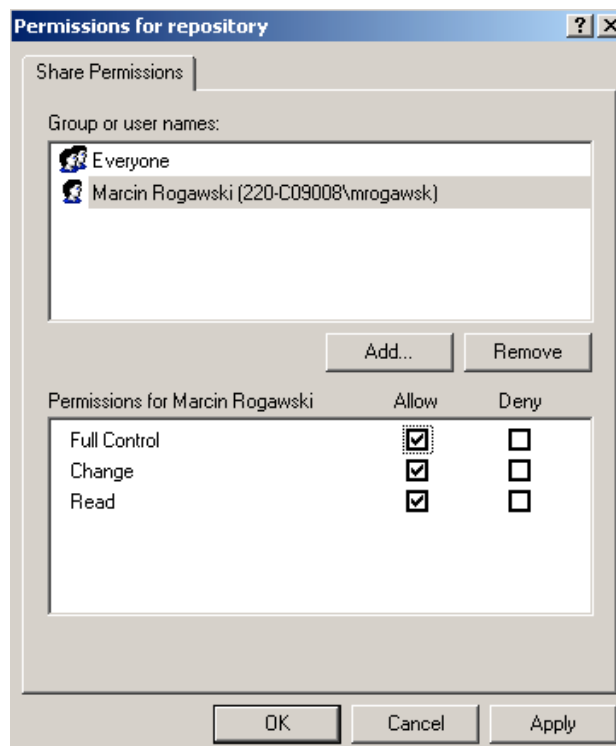 Permissions for repository
Share Permissions
Group or user names:
Everyone
Marcin Rogawski (220-C09008\mrogawsk)
Add... Remove
Permissions for Marcin Rogawski Allow Deny
Full Control
Change
Read
OK Cancel Apply